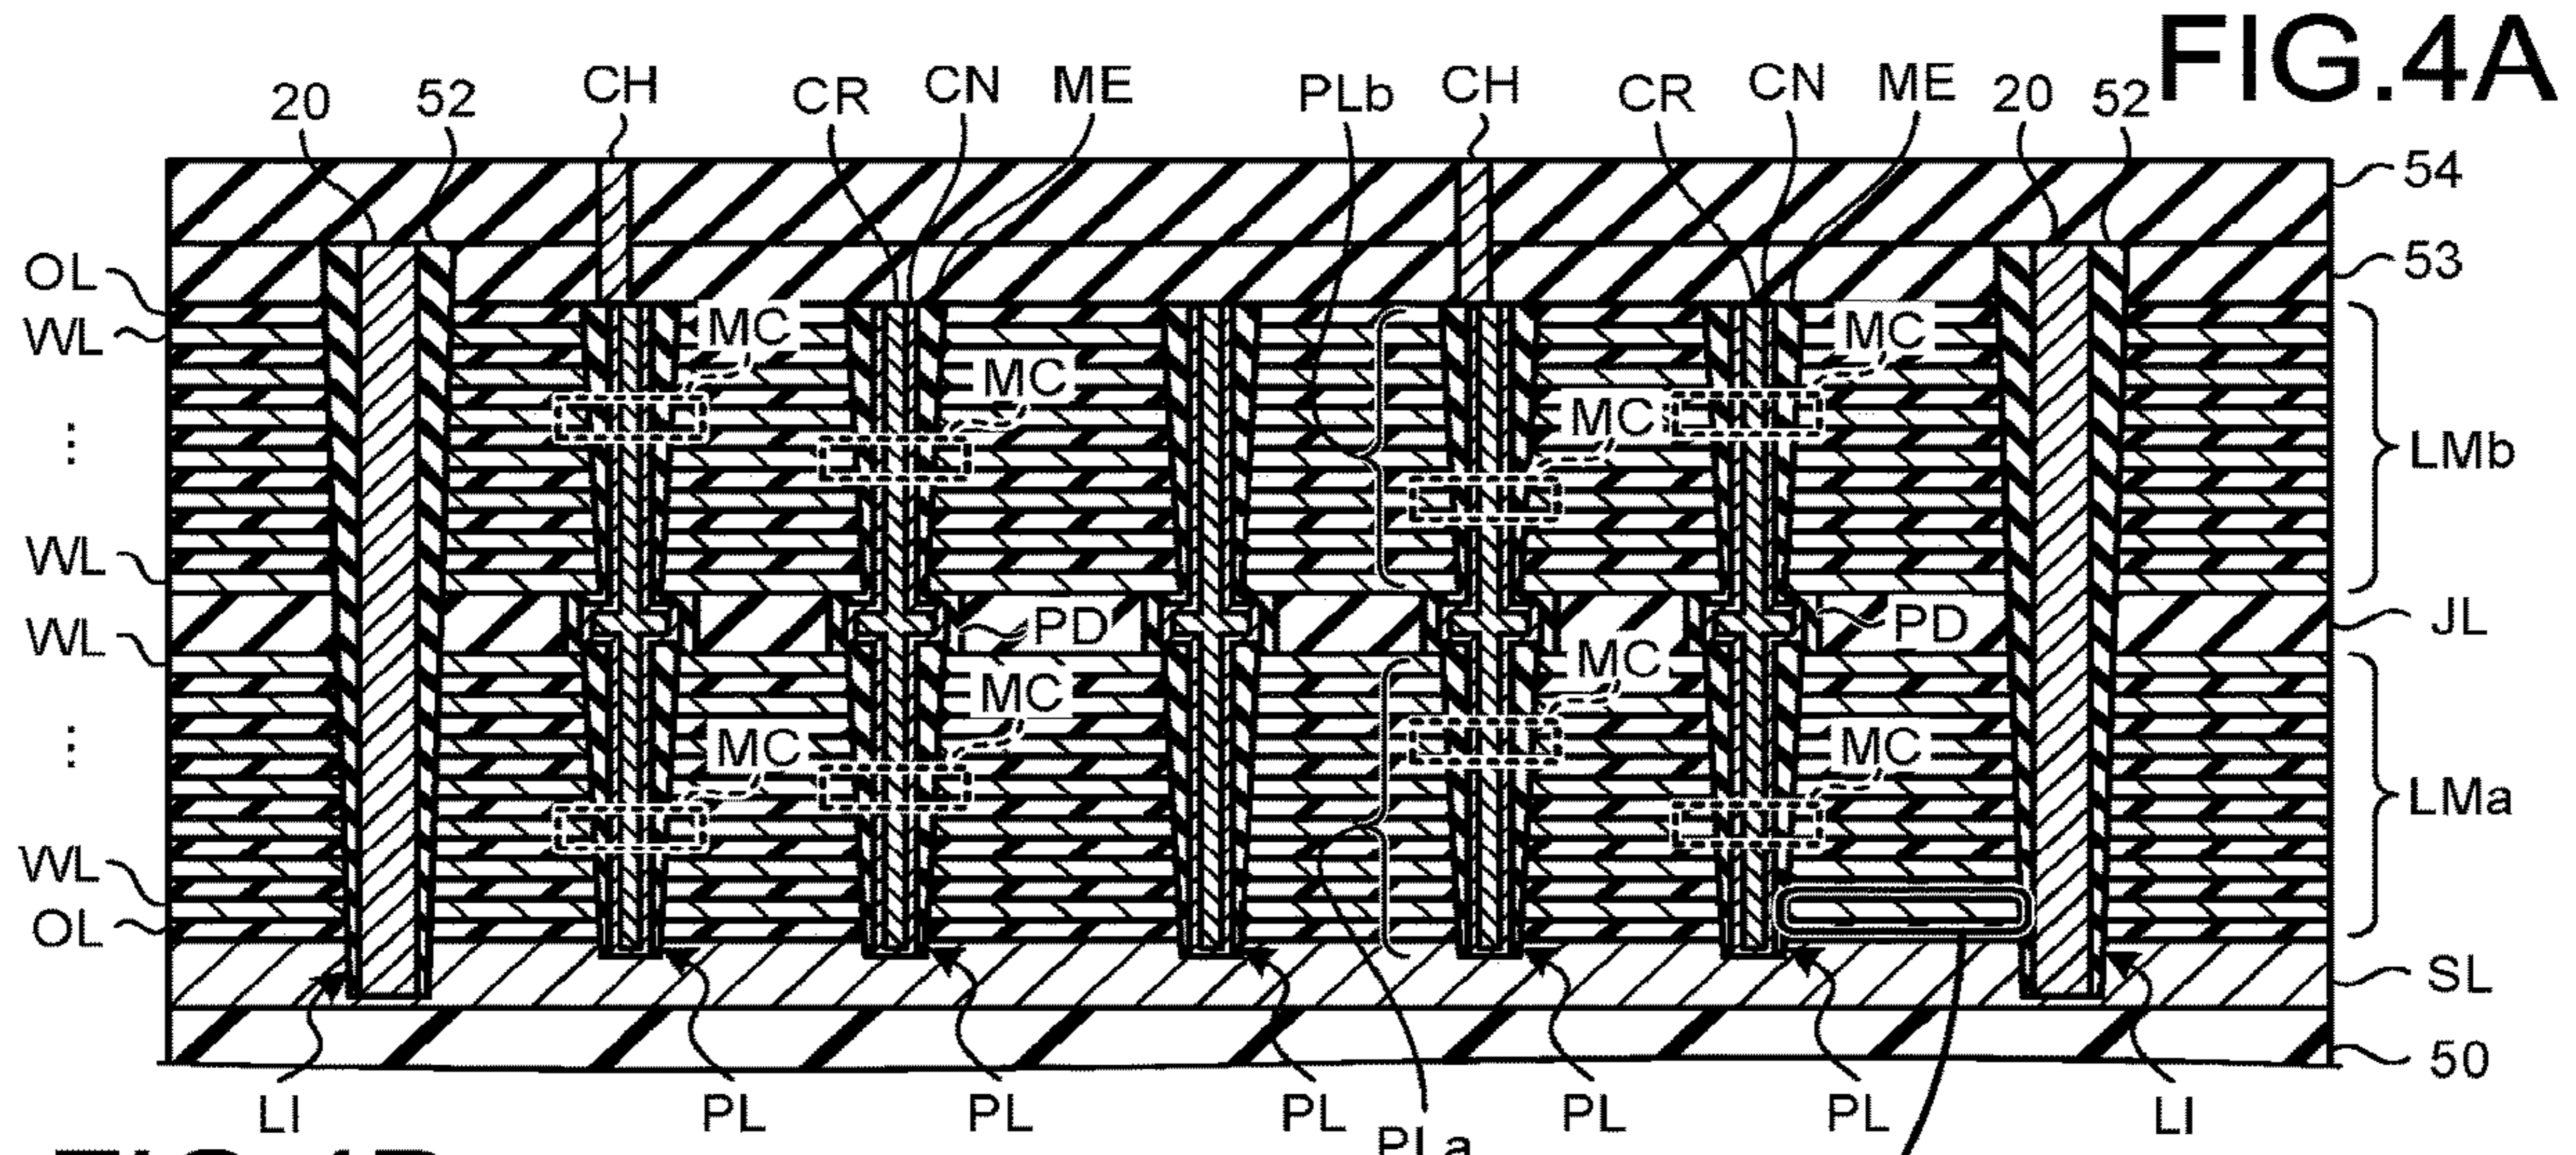 FIG.4A
20 52 CH CR CN ME PLb CH CR CN ME 20 52
54
53
OL
WL
MC MC
MC MC
LMb
WL
PD PD JL
WL
MC MC
MC MC
LMa
WL
OL
SL
50
LI PL PL PL PL PL LI
PLa